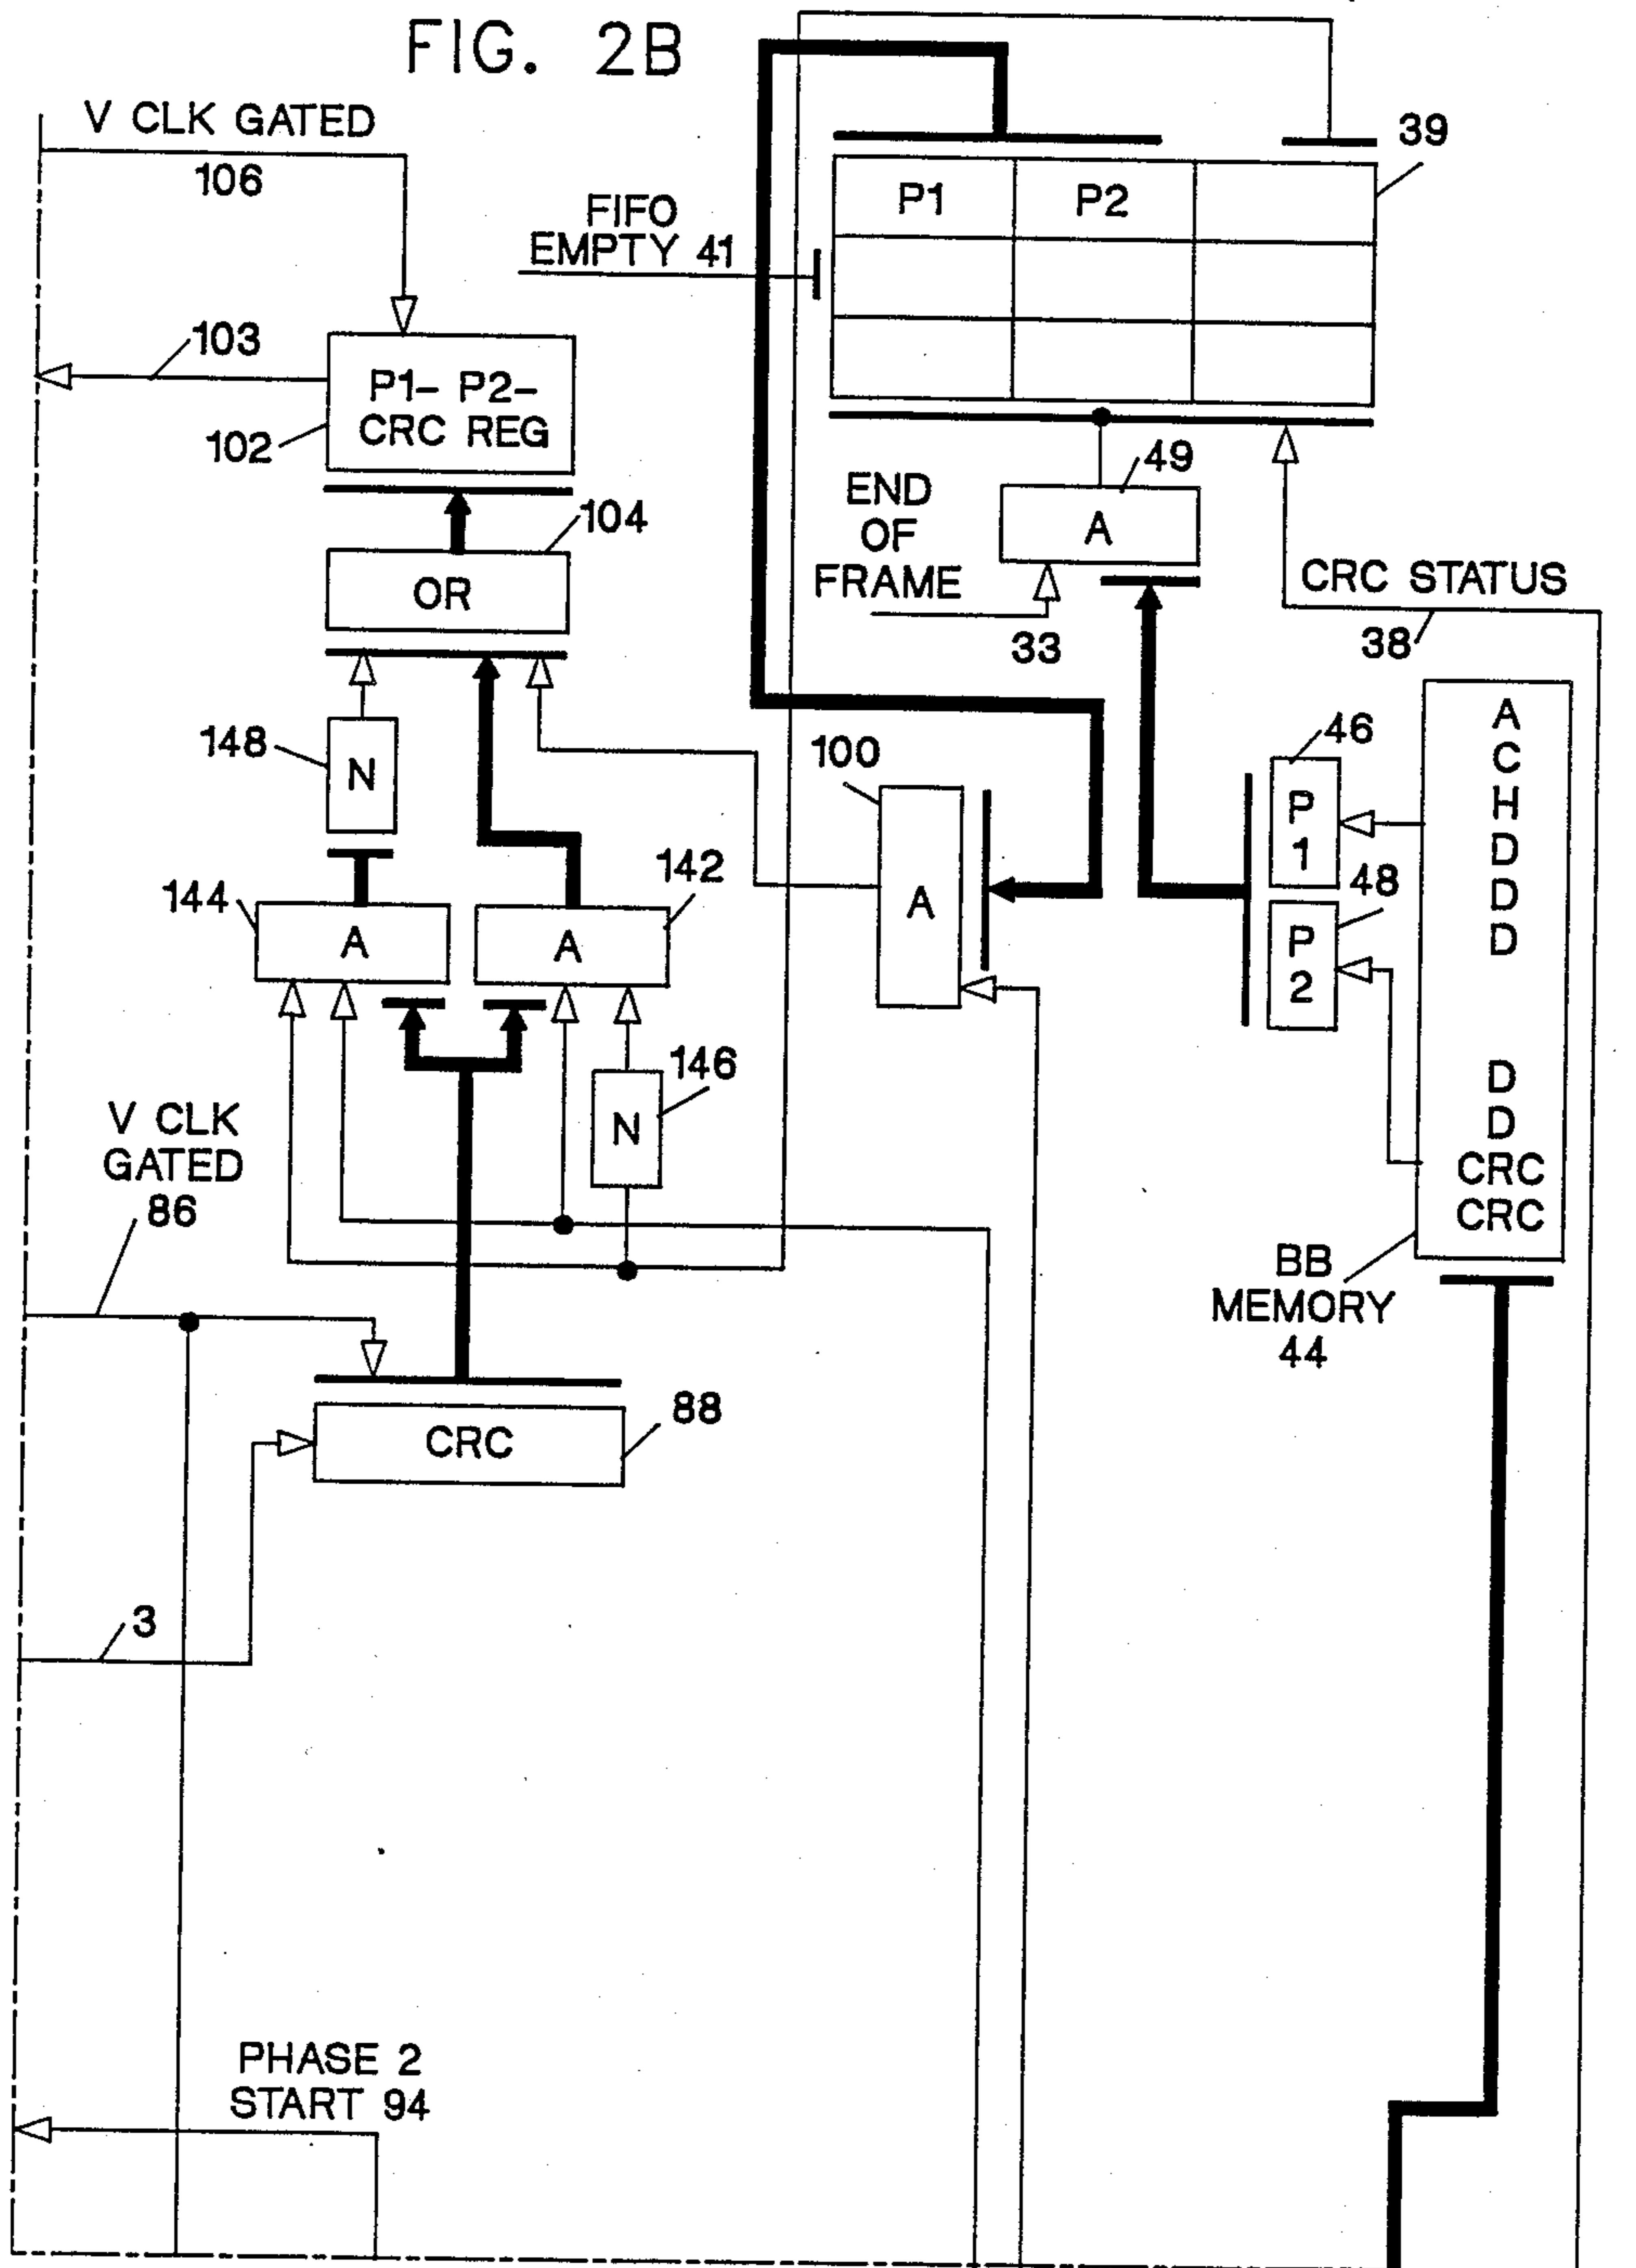 FIG. 2B
V CLK GATED
106
39
P1
P2
FIFO
EMPTY 41
103
P1- P2-
CRC REG
102
49
END
OF
FRAME
A
104
OR
33
CRC STATUS
38
148
N
100
A
46
P
1
48
P
2
A
C
H
D
D
D
D
D
CRC
CRC
144
A
142
A
146
N
V CLK
GATED
86
BB
MEMORY
44
88
CRC
3
PHASE 2
START 94